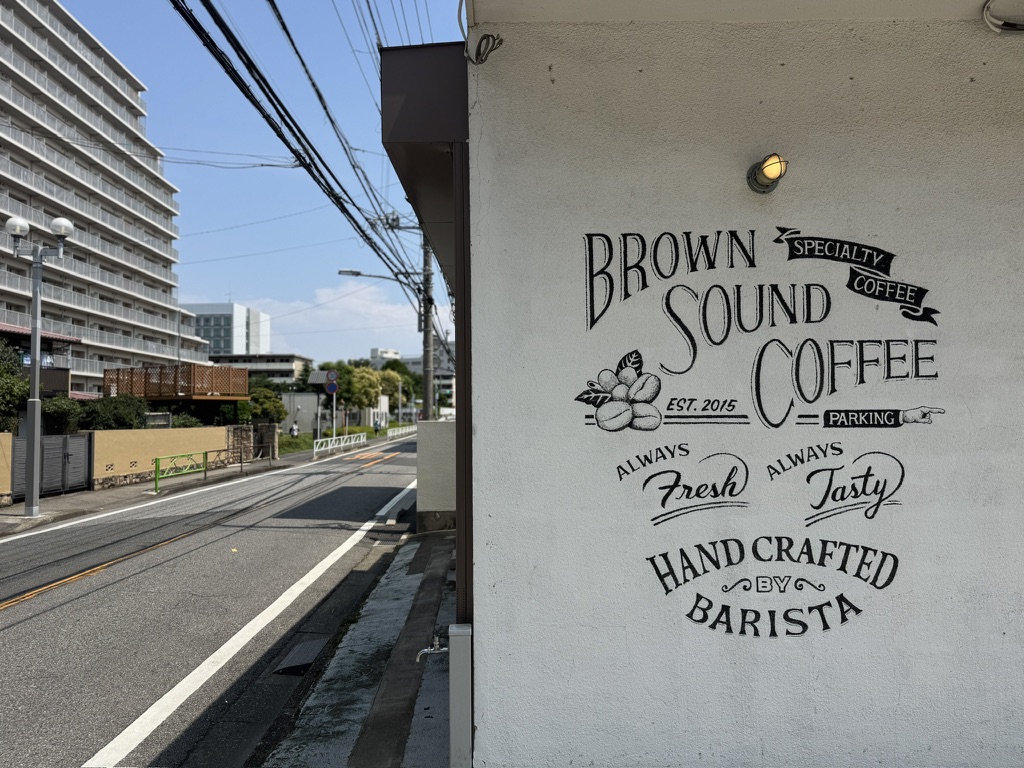 BROWN
SPECIALTY
COFFEE
SOUND
COFFEE
EST. 2015
PARKING
ALWAYS
Fresh
ALWAYS
Tasty
HAND CRAFTED
BY
BARISTA